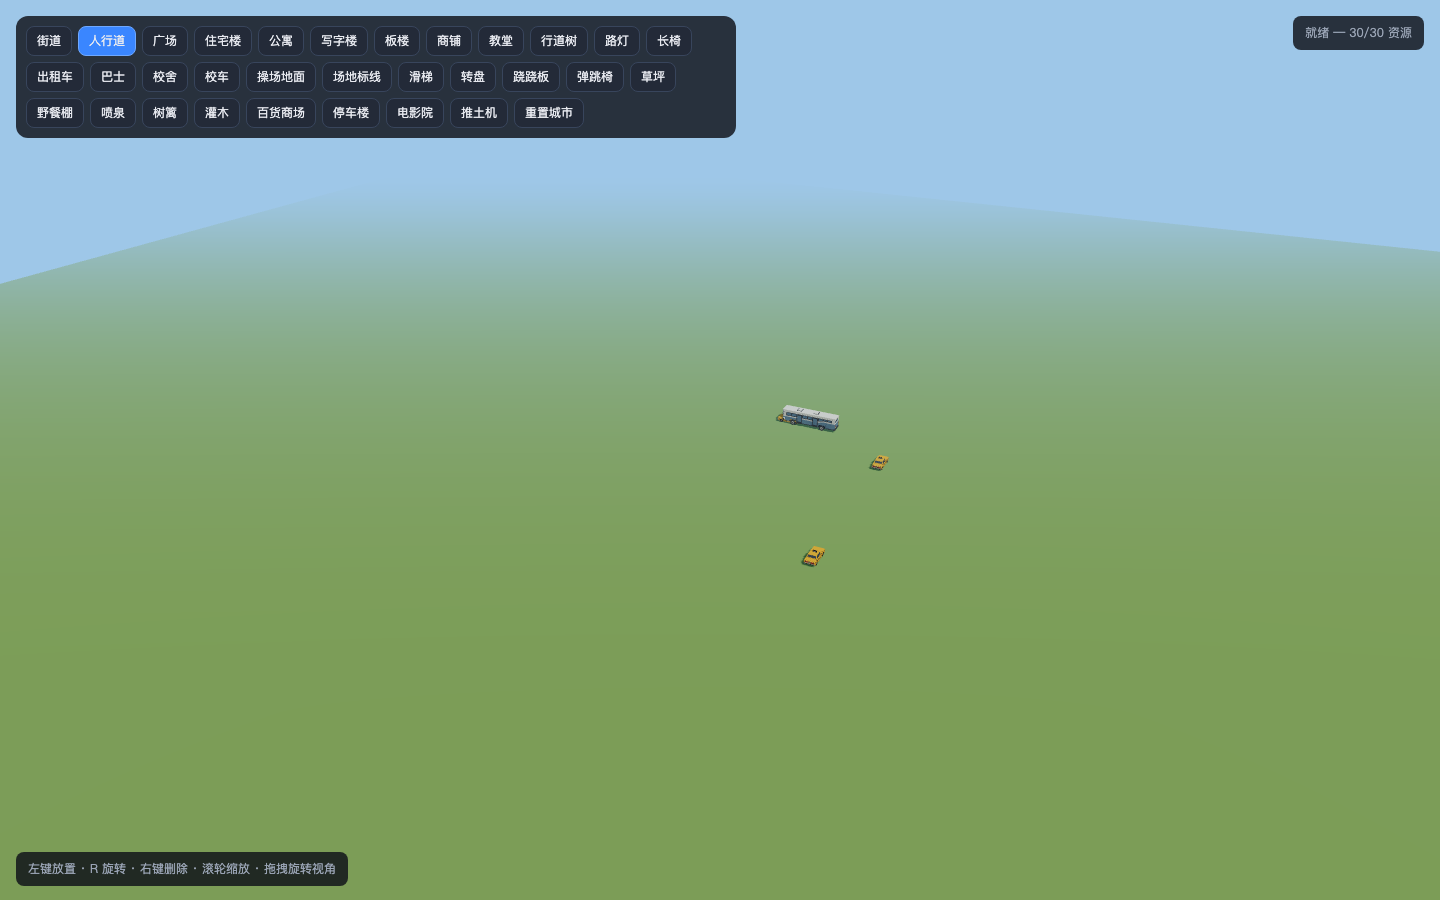 街道 人行道 广场 住宅楼 公寓 写字楼 板楼 商铺 教堂 行道树 路灯 长椅
出租车 巴士 校舍 校车 操场地面 场地标线 滑梯 转盘 跷跷板 弹跳椅 草坪
野餐棚 喷泉 树篱 灌木 百货商场 停车楼 电影院 推土机 重置城市
就绪 — 30/30 资源
左键放置 · R 旋转 · 右键删除 · 滚轮缩放 · 拖拽旋转视角